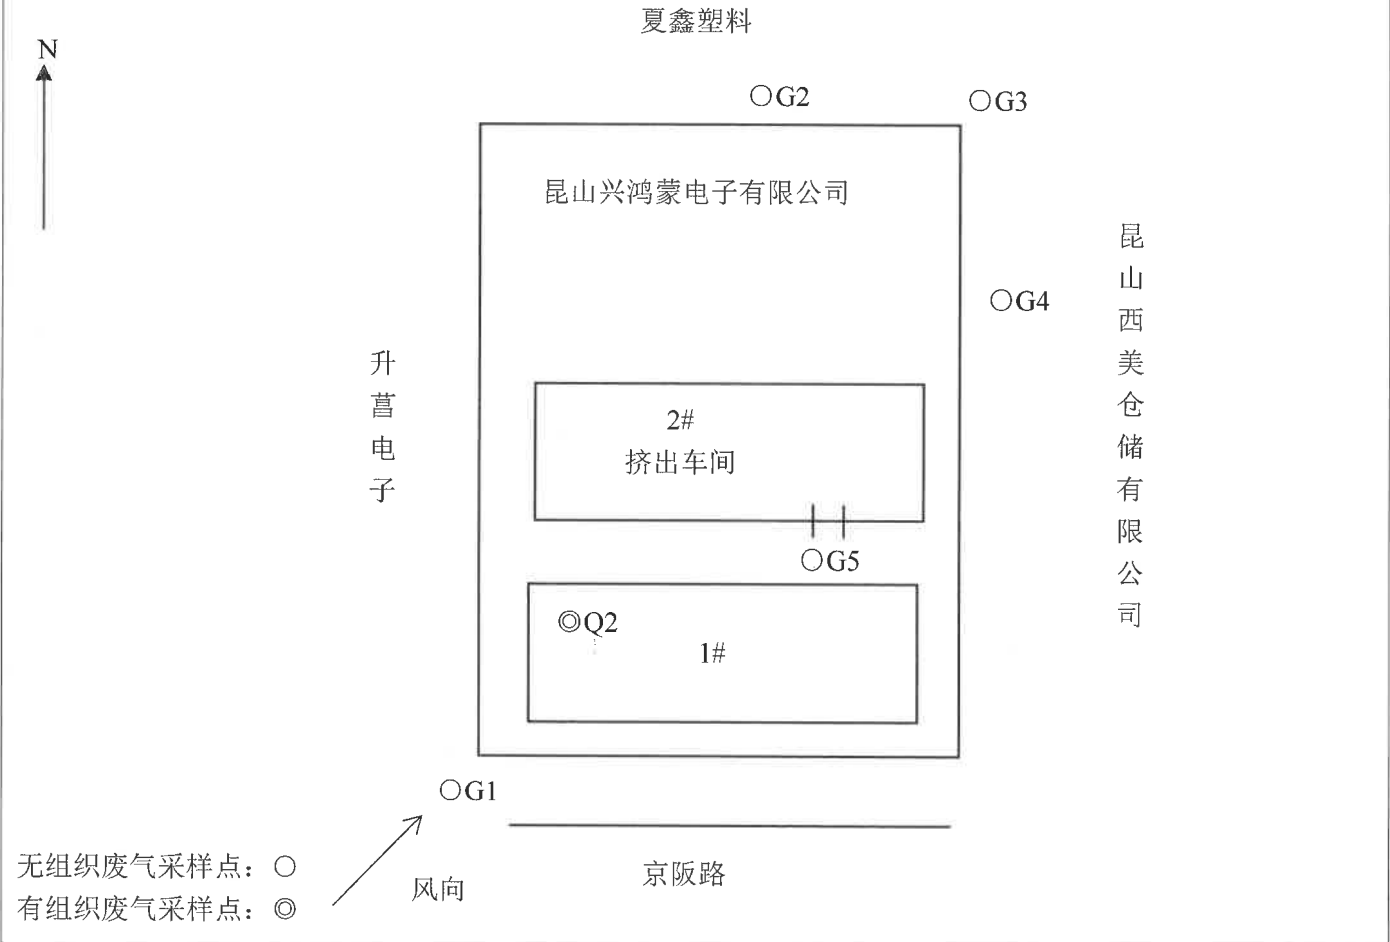 夏鑫塑料
N
○G2
○G3
昆山兴鸿蒙电子有限公司
昆山西美仓储有限公司
○G4
升菖电子
2#
挤出车间
○G5
◎Q2
1#
○G1
无组织废气采样点：○
有组织废气采样点：◎
风向
京阪路